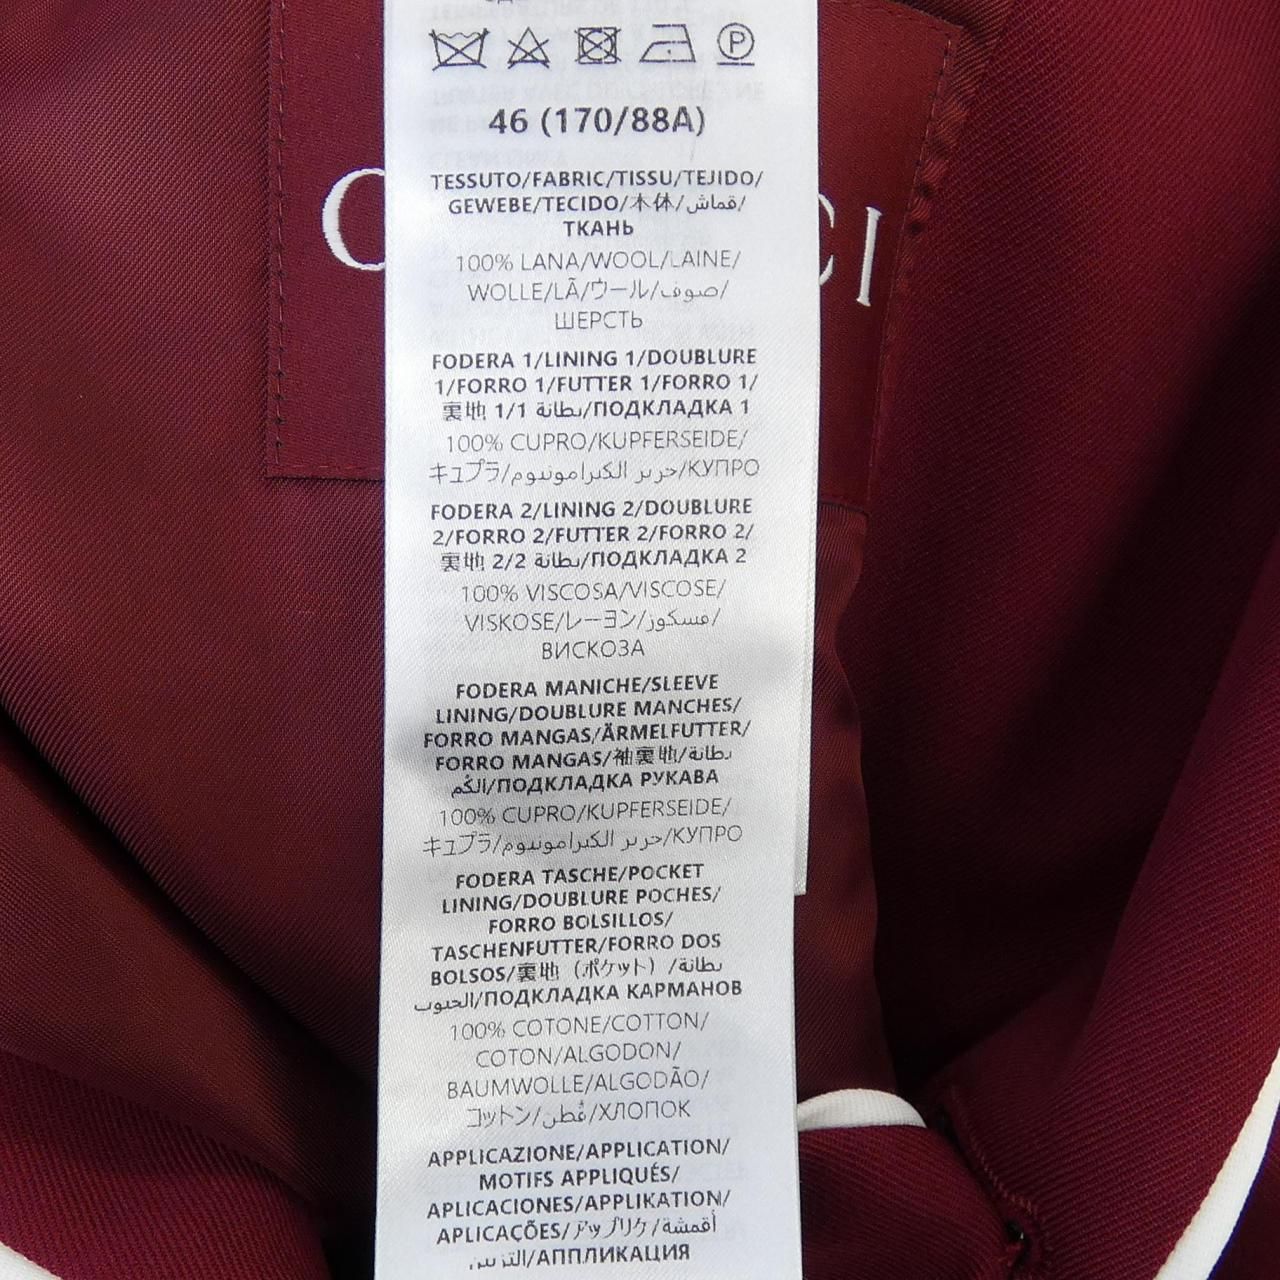 46 (170/88A)
TESSUTO/FABRIC/TISSU/TEJIDO/
GEWEBE/TECIDO/木体/قماش/
ТКАНЬ
100% LANA/WOOL/LAINE/
WOLLE/LÃ/ウール/صوف/
ШЕРСТЬ
FODERA 1/LINING 1/DOUBLURE
1/FORRO 1/FUTTER 1/FORRO 1/
裏地 1/1 بطانة/ПОДКЛАДКА 1
100% CUPRO/KUPFERSEIDE/
キュプラ/حرير الكبرامونيوم/КУПРО
FODERA 2/LINING 2/DOUBLURE
2/FORRO 2/FUTTER 2/FORRO 2/
裏地 2/2 بطانة/ПОДКЛАДКА 2
100% VISCOSA/VISCOSE/
VISKOSE/レーヨン/فسكوز/
ВИСКОЗА
FODERA MANICHE/SLEEVE
LINING/DOUBLURE MANCHES/
FORRO MANGAS/ÄRMELFUTTER/
FORRO MANGAS/袖裏地/بطانة
الكُم/ПОДКЛАДКА РУКАВА
100% CUPRO/KUPFERSEIDE/
キュプラ/حرير الكبرامونيوم/КУПРО
FODERA TASCHE/POCKET
LINING/DOUBLURE POCHES/
FORRO BOLSILLOS/
TASCHENFUTTER/FORRO DOS
BOLSOS/裏地（ポケット）/بطانة
الجيوب/ПОДКЛАДКА КАРМАНОВ
100% COTONE/COTTON/
COTON/ALGODON/
BAUMWOLLE/ALGODÃO/
コットン/قُطن/ХЛОПОК
APPLICAZIONE/APPLICATION/
MOTIFS APPLIQUÉS/
APLICACIONES/APPLIKATION/
APLICAÇÕES/アップリケ/أقمشة
التزيين/АППЛИКАЦИЯ
CI